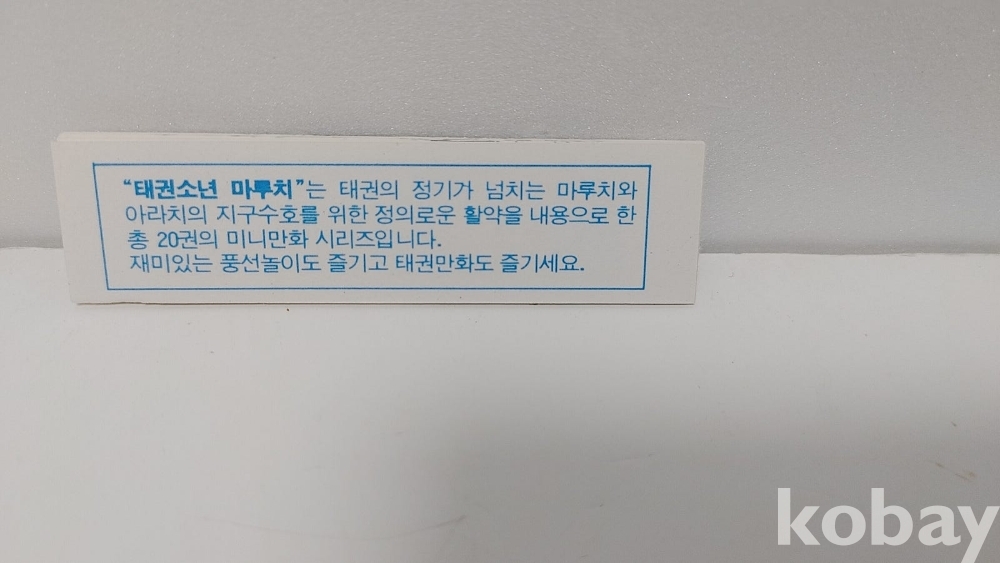 “태권소년 마루치”는 태권의 정기가 넘치는 마루치와
아라치의 지구수호를 위한 정의로운 활약을 내용으로 한
총 20권의 미니만화 시리즈입니다.
재미있는 풍선놀이도 즐기고 태권만화도 즐기세요.
kobay